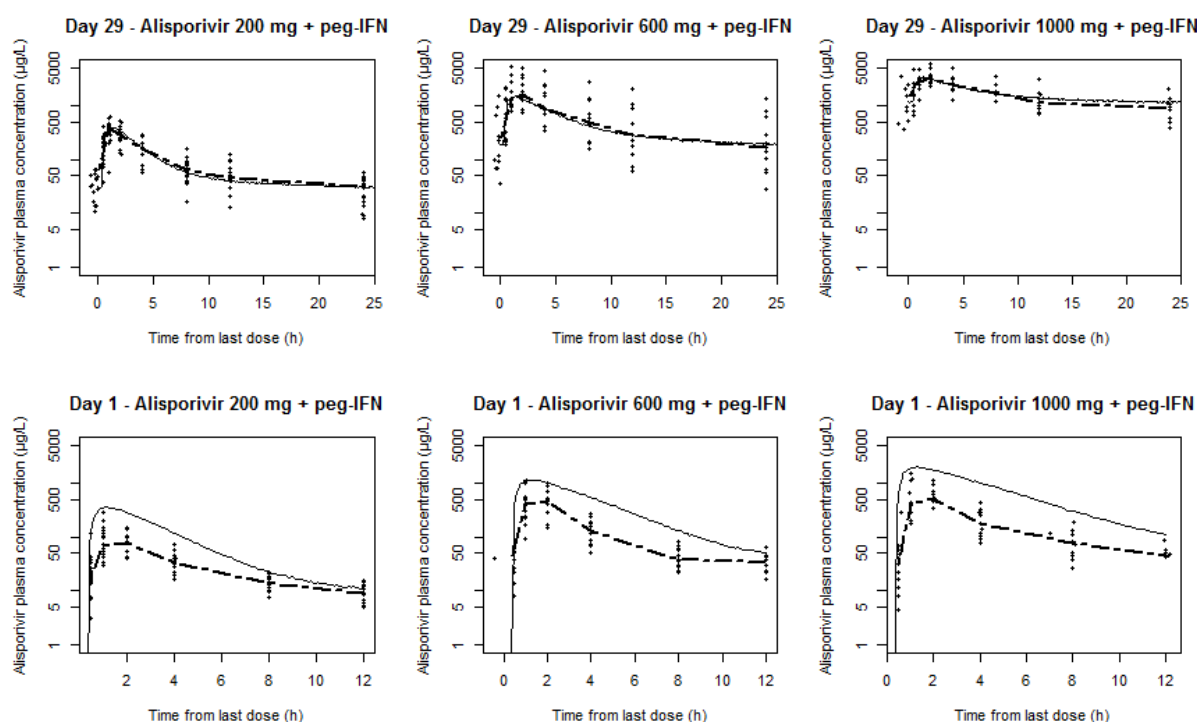 Day 29 - Alisporivir 200 mg + peg-IFN
Alisporivir plasma concentration (µg/L)
5000
500
50
5
1
0 5 10 15 20 25
Time from last dose (h)
Day 29 - Alisporivir 600 mg + peg-IFN
Alisporivir plasma concentration (µg/L)
5000
500
50
5
1
0 5 10 15 20 25
Time from last dose (h)
Day 29 - Alisporivir 1000 mg + peg-IFN
Alisporivir plasma concentration (µg/L)
5000
500
50
5
1
0 5 10 15 20 25
Time from last dose (h)
Day 1 - Alisporivir 200 mg + peg-IFN
Alisporivir plasma concentration (µg/L)
5000
500
50
5
1
2 4 6 8 10 12
Time from last dose (h)
Day 1 - Alisporivir 600 mg + peg-IFN
Alisporivir plasma concentration (µg/L)
5000
500
50
5
1
0 2 4 6 8 10 12
Time from last dose (h)
Day 1 - Alisporivir 1000 mg + peg-IFN
Alisporivir plasma concentration (µg/L)
5000
500
50
5
1
0 2 4 6 8 10 12
Time from last dose (h)